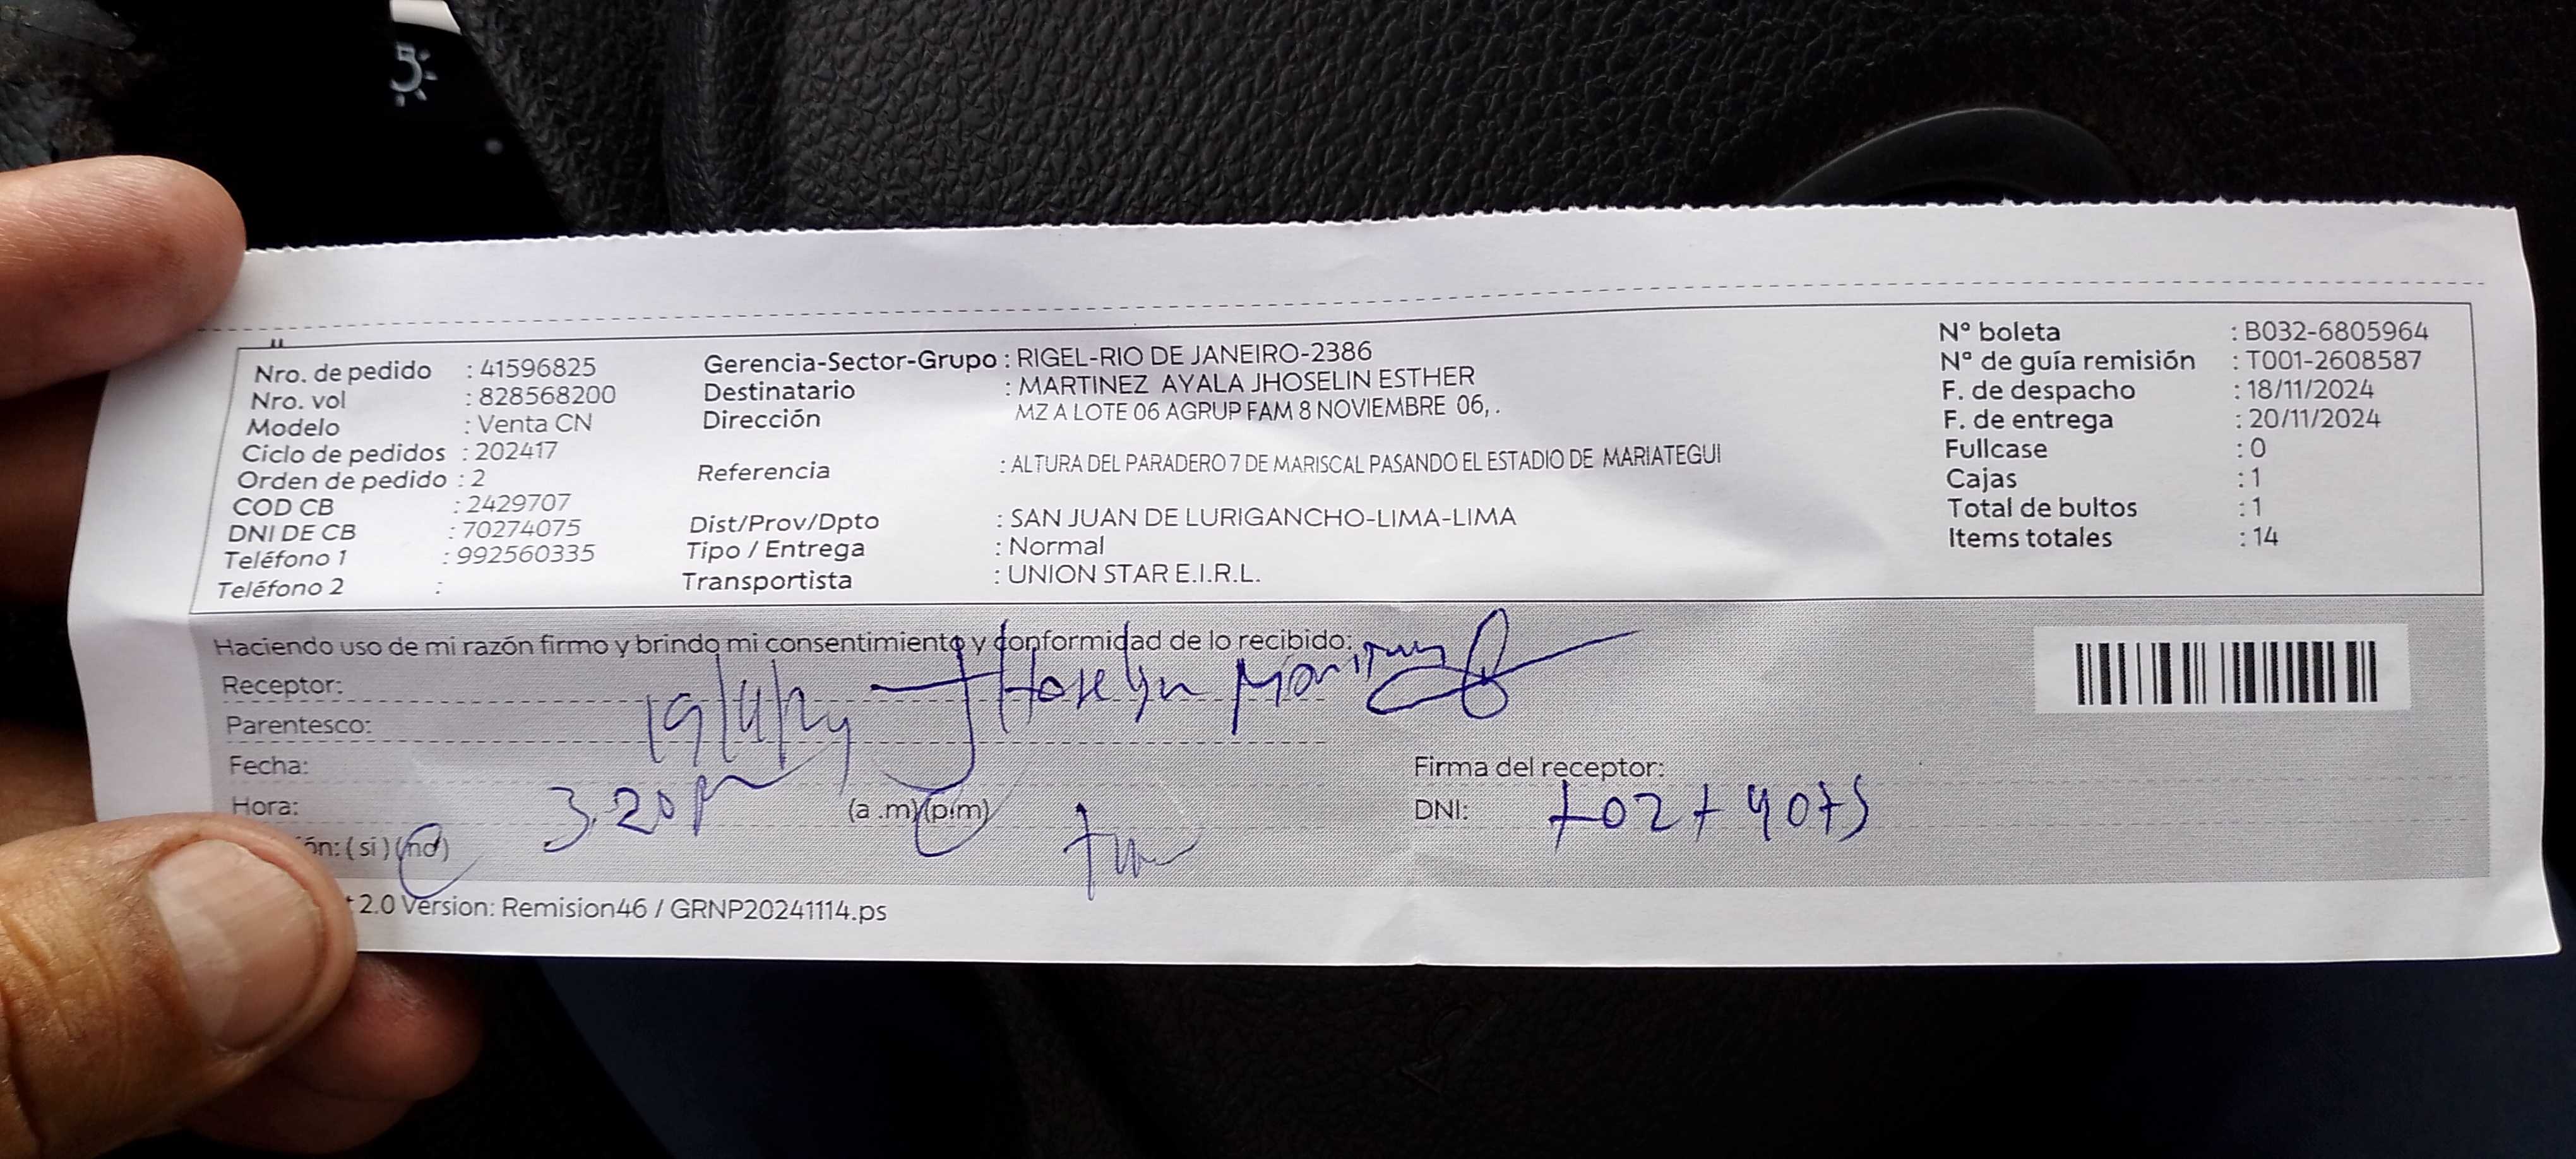 Nro. de pedido : 41596825
Nro. vol : 828568200
Modelo : Venta CN
Ciclo de pedidos : 202417
Orden de pedido : 2
COD CB : 2429707
DNI DE CB : 70274075
Teléfono 1 : 992560335
Teléfono 2 :
Gerencia-Sector-Grupo : RIGEL-RIO DE JANEIRO-2386
Destinatario : MARTINEZ AYALA JHOSELIN ESTHER
Dirección MZ A LOTE 06 AGRUP FAM 8 NOVIEMBRE 06, .
Referencia : ALTURA DEL PARADERO 7 DE MARISCAL PASANDO EL ESTADIO DE MARIATEGUI
Dist/Prov/Dpto : SAN JUAN DE LURIGANCHO-LIMA-LIMA
Tipo / Entrega : Normal
Transportista : UNION STAR E.I.R.L.
Nº boleta : B032-6805964
Nº de guía remisión : T001-2608587
F. de despacho : 18/11/2024
F. de entrega : 20/11/2024
Fullcase : 0
Cajas : 1
Total de bultos : 1
Items totales : 14
Haciendo uso de mi razón firmo y brindo mi consentimiento y conformidad de lo recibido:
Receptor: Jhoselyn
Parentesco:
Fecha: 19/11/24
Hora: 3.20 pm (a .m) (p.m)
ón: ( si ) (no)
Firma del receptor:
DNI: 70274075
2.0 Version: Remision46 / GRNP20241114.ps